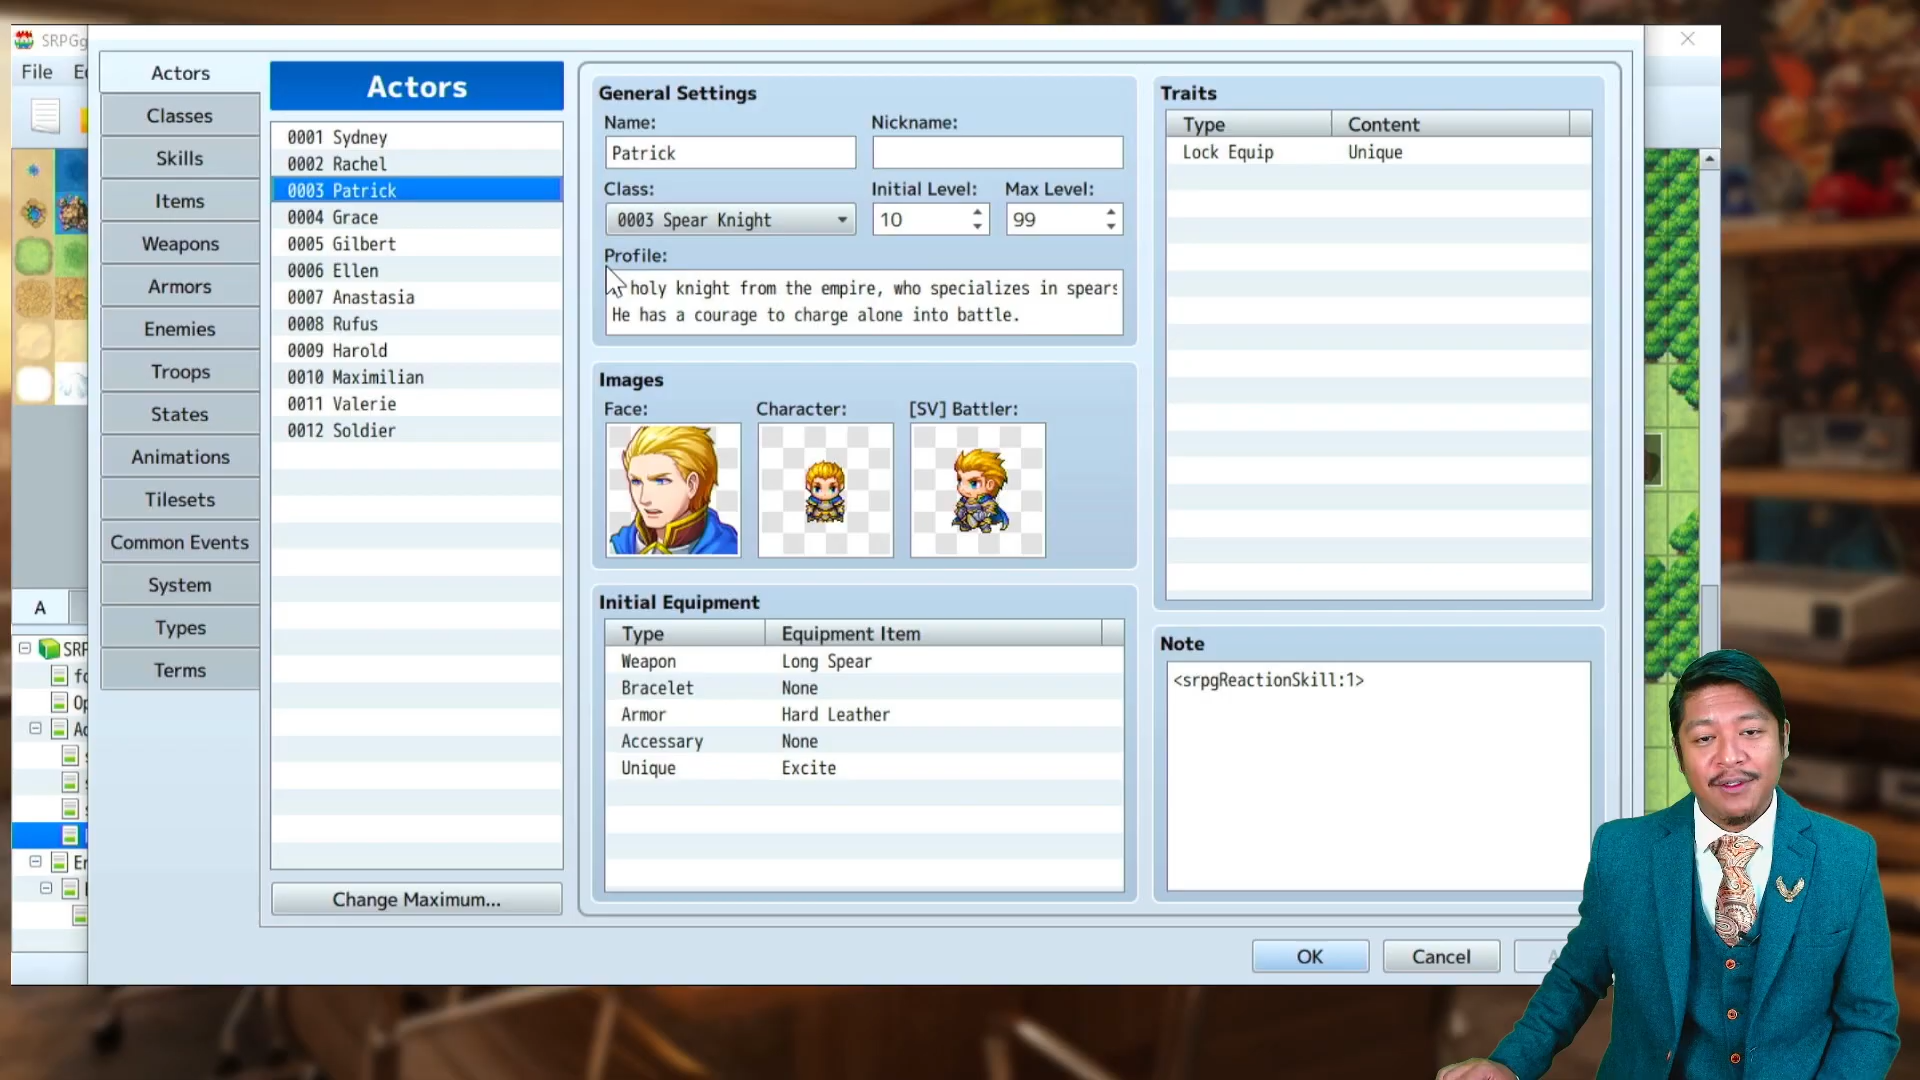 SRPG
File
Actors
Classes
Skills
Items
Weapons
Armors
Enemies
Troops
States
Animations
Tilesets
Common Events
System
Types
Terms
A
SRP
Actors
0001 Sydney
0002 Rachel
0003 Patrick
0004 Grace
0005 Gilbert
0006 Ellen
0007 Anastasia
0008 Rufus
0009 Harold
0010 Maximilian
0011 Valerie
0012 Soldier
Change Maximum...
General Settings
Name:
Nickname:
Patrick
Class:
Initial Level:
Max Level:
0003 Spear Knight
10
99
Profile:
holy knight from the empire, who specializes in spears
He has a courage to charge alone into battle.
Images
Face:
Character:
[SV] Battler:
Initial Equipment
Type
Equipment Item
Weapon
Long Spear
Bracelet
None
Armor
Hard Leather
Accessary
None
Unique
Excite
Traits
Type
Content
Lock Equip
Unique
Note
<srpgReactionSkill:1>
OK
Cancel